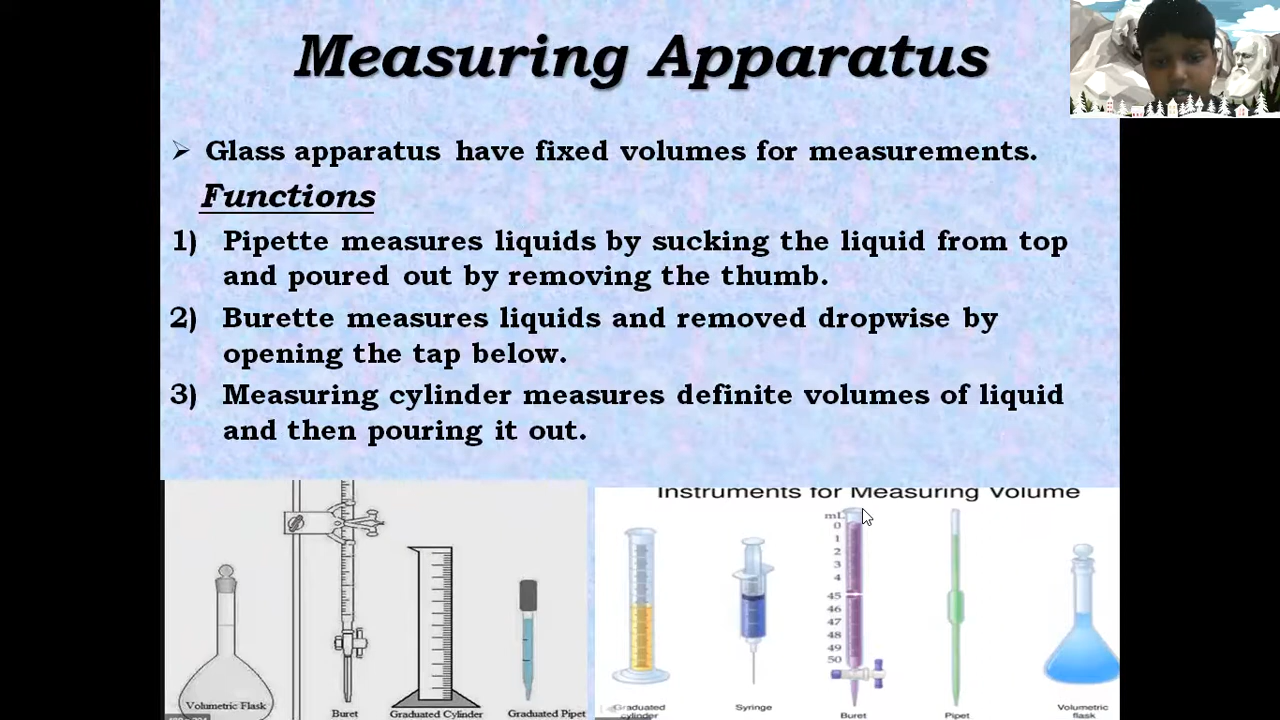 Measuring Apparatus
➢ Glass apparatus have fixed volumes for measurements.
Functions
1) Pipette measures liquids by sucking the liquid from top
and poured out by removing the thumb.
2) Burette measures liquids and removed dropwise by
opening the tap below.
3) Measuring cylinder measures definite volumes of liquid
and then pouring it out.
Volumetric Flask
Buret
Graduated Cylinder
Graduated Pipet
Instruments for Measuring Volume
mL
0
1
2
3
4
45
46
47
48
49
50
Graduated
cylinder
Syringe
Buret
Pipet
Volumetric
flask